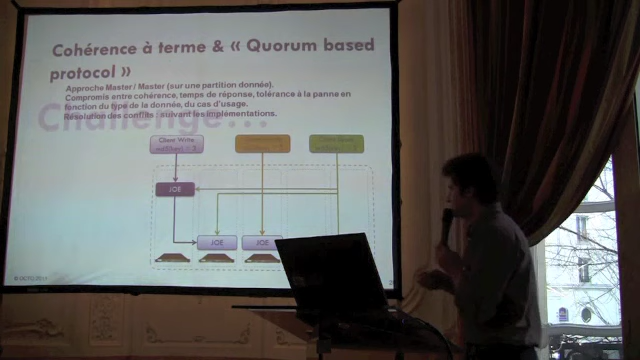 Cohérence à terme & « Quorum based
protocol »
Approche Master / Master (sur une partition donnée).
Compromis entre cohérence, temps de réponse, tolérance à la panne en
fonction du type de la donnée, du cas d'usage.
Résolution des conflits : suivant les implémentations.
Challenge...
Client Write
JOE
JOE JOE